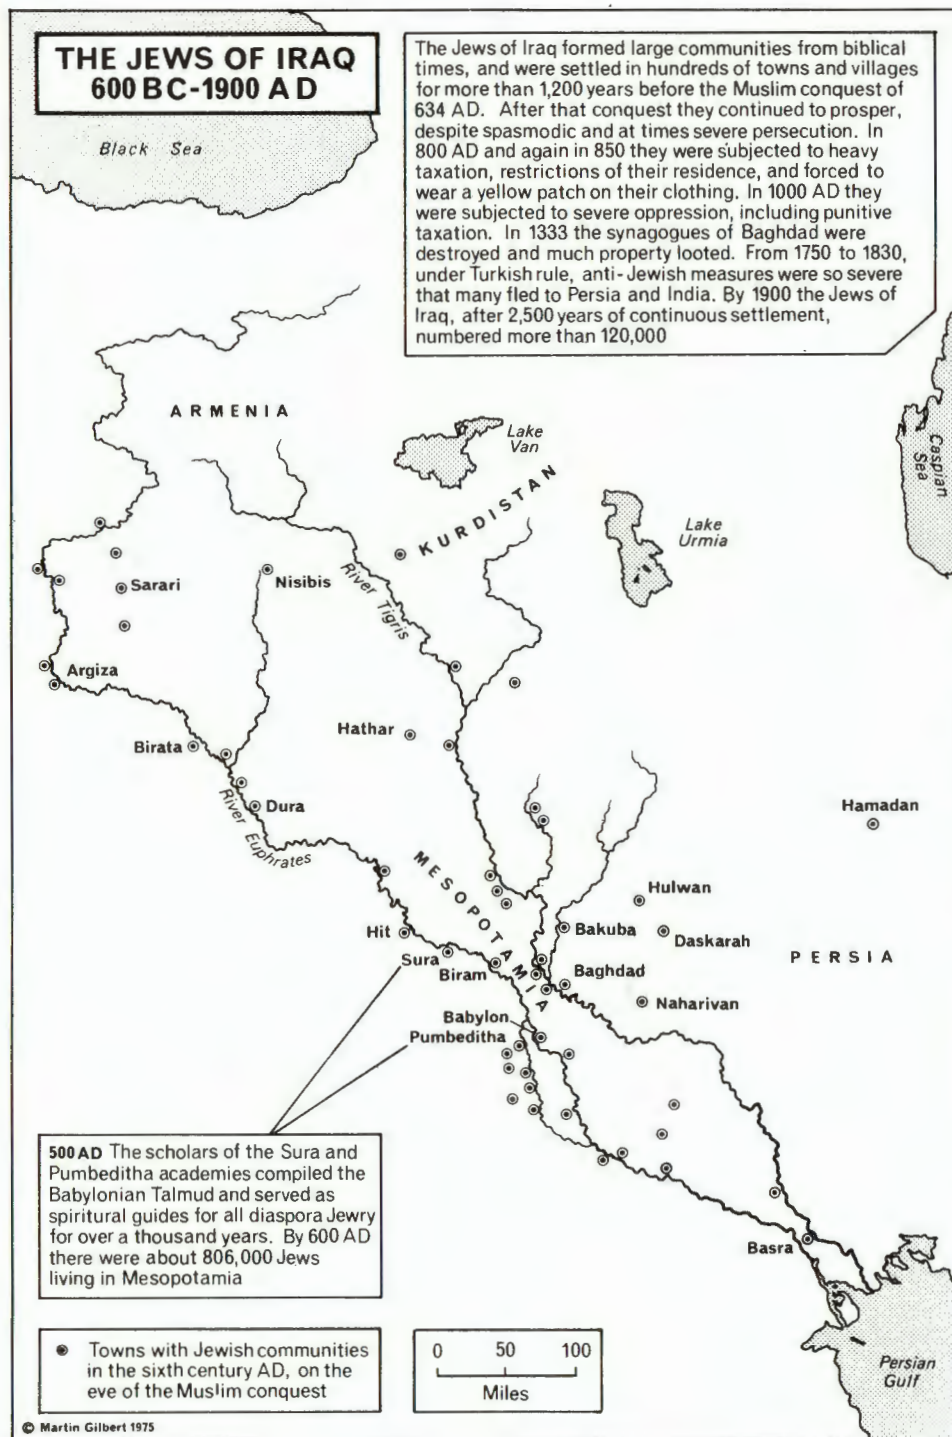 THE JEWS OF IRAQ
600 BC-1900 AD
The Jews of Iraq formed large communities from biblical
times, and were settled in hundreds of towns and villages
for more than 1,200 years before the Muslim conquest of
634 AD. After that conquest they continued to prosper,
despite spasmodic and at times severe persecution. In
800 AD and again in 850 they were subjected to heavy
taxation, restrictions of their residence, and forced to
wear a yellow patch on their clothing. In 1000 AD they
were subjected to severe oppression, including punitive
taxation. In 1333 the synagogues of Baghdad were
destroyed and much property looted. From 1750 to 1830,
under Turkish rule, anti-Jewish measures were so severe
that many fled to Persia and India. By 1900 the Jews of
Iraq, after 2,500 years of continuous settlement,
numbered more than 120,000
Black Sea
ARMENIA
Lake
Van
KURDISTAN
Caspian
Sea
Lake
Urmia
Sarari
Nisibis
River Tigris
Argiza
Birata
Hathar
Dura
River Euphrates
Hamadan
MESOPOTAMIA
Hulwan
Hit
Bakuba
Daskarah
Sura
Biram
PERSIA
Baghdad
Naharivan
Babylon
Pumbeditha
500 AD The scholars of the Sura and
Pumbeditha academies compiled the
Babylonian Talmud and served as
spiritural guides for all diaspora Jewry
for over a thousand years. By 600 AD
there were about 806,000 Jews
living in Mesopotamia
Basra
Towns with Jewish communities
in the sixth century AD, on the
eve of the Muslim conquest
0 50 100
Miles
Persian
Gulf
© Martin Gilbert 1975